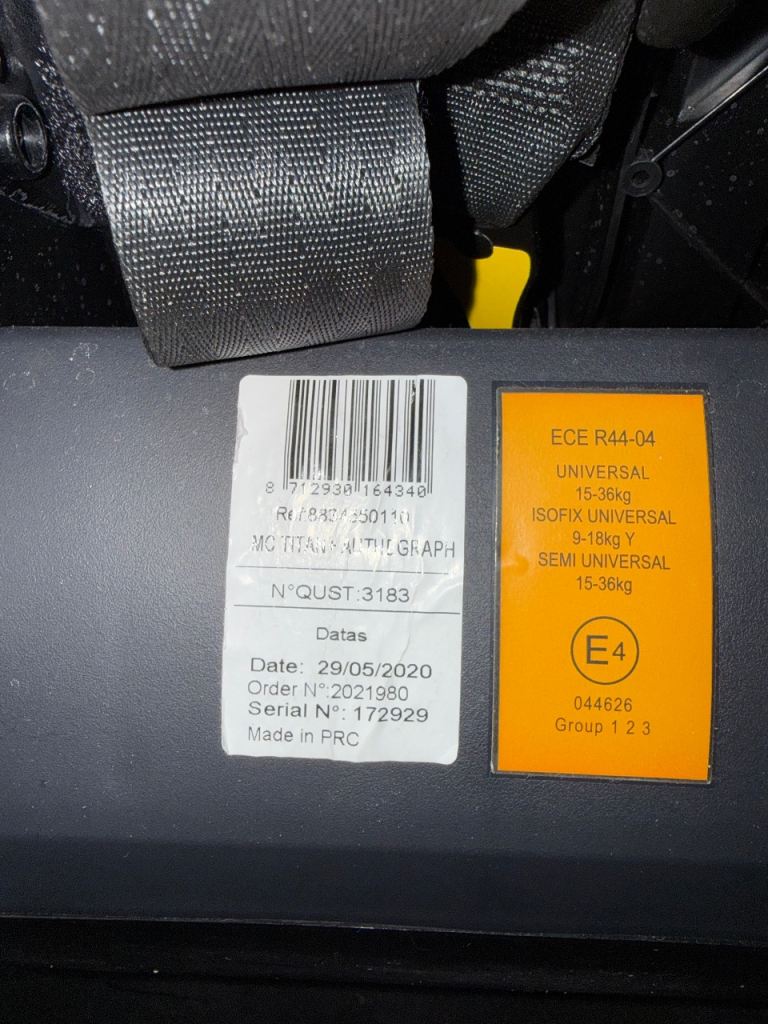 8 712930 164340
N°QUST:3183
Datas
Date: 29/05/2020
Order N°:2021980
Serial N°: 172929
Made in PRC
ECE R44-04
UNIVERSAL
15-36kg
ISOFIX UNIVERSAL
9-18kg Y
SEMI UNIVERSAL
15-36kg
E4
044626
Group 1 2 3